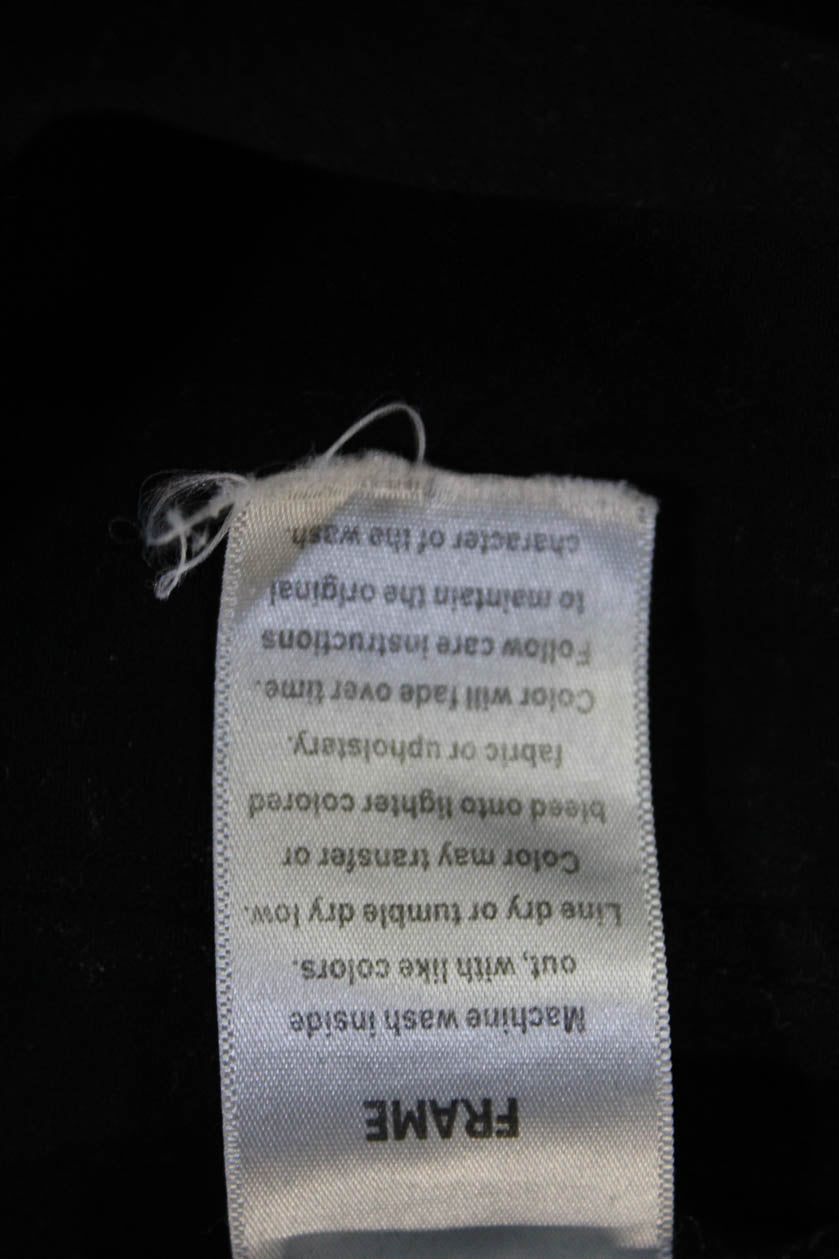 FRAME
Machine wash inside
out, with like colors.
Line dry or tumble dry low.
Color may transfer or
bleed onto lighter colored
fabric or upholstery.
Color will fade over time.
Follow care instructions
to maintain the original
character of the wash.